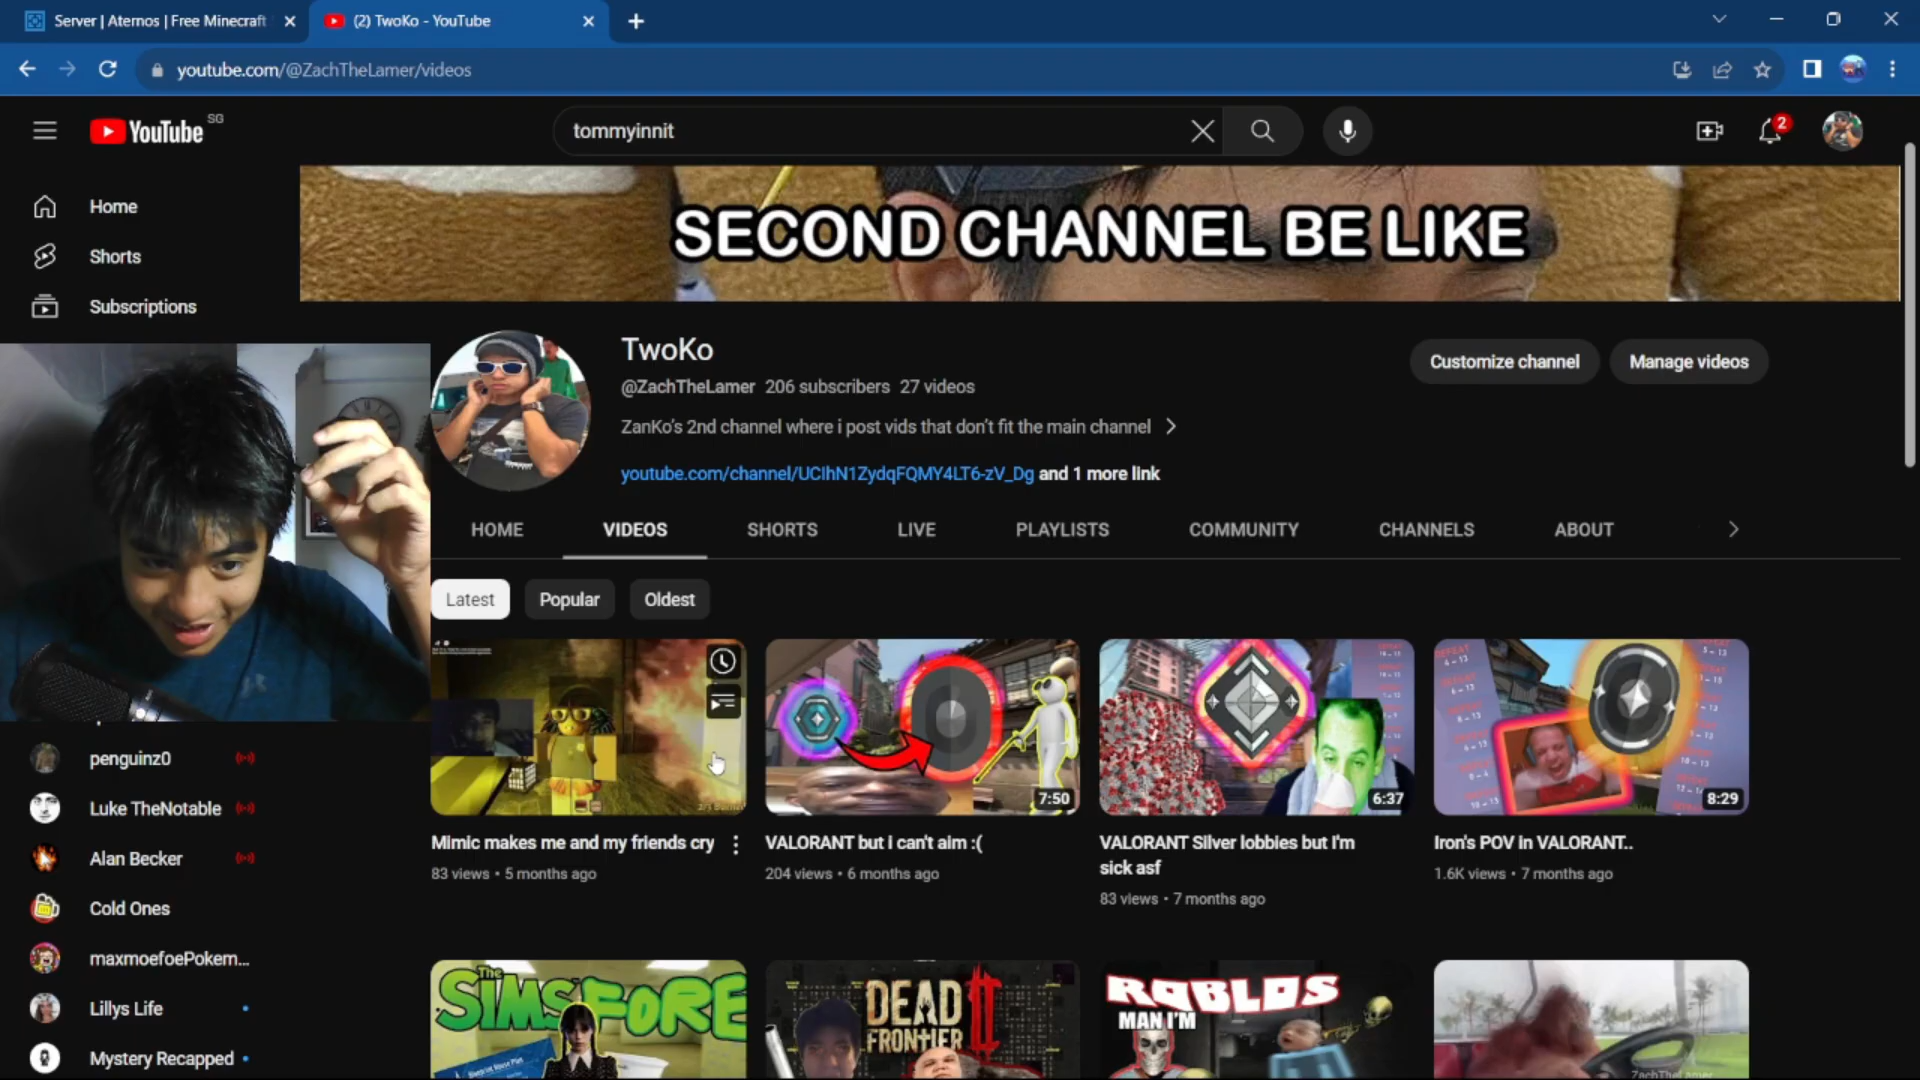 Server | Aternos | Free Minecraft
(2) TwoKo - YouTube
youtube.com/@ZachTheLamer/videos
YouTube SG
tommyinnit
2
Home
Shorts
Subscriptions
SECOND CHANNEL BE LIKE
TwoKo
@ZachTheLamer 206 subscribers 27 videos
ZanKo's 2nd channel where i post vids that don't fit the main channel
youtube.com/channel/UCIhN1ZydqFQMY4LT6-zV_Dg and 1 more link
Customize channel
Manage videos
HOME VIDEOS SHORTS LIVE PLAYLISTS COMMUNITY CHANNELS ABOUT
Latest Popular Oldest
7:50
6:37
8:29
Mimic makes me and my friends cry
83 views • 5 months ago
VALORANT but i can't aim :(
204 views • 6 months ago
VALORANT Silver lobbies but I'm
sick asf
83 views • 7 months ago
Iron's POV in VALORANT..
1.6K views • 7 months ago
penguinz0
Luke TheNotable
Alan Becker
Cold Ones
maxmoefoePokem...
Lillys Life
Mystery Recapped
The
SIMS FORE
DEAD
FRONTIER II
ROBLOS
MAN I'M
ZachTheLamer